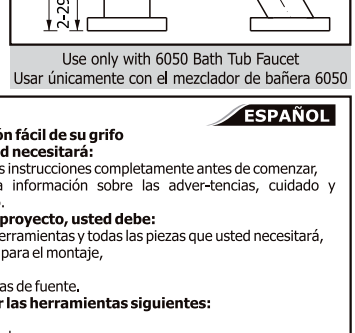 2-29
Use only with 6050 Bath Tub Faucet
Usar únicamente con el mezclador de bañera 6050
ESPAÑOL
ón fácil de su grifo
d necesitará:
s instrucciones completamente antes de comenzar,
a información sobre las adver-tencias, cuidado y
.
proyecto, usted debe:
erramientas y todas las piezas que usted necesitará,
para el montaje,
as de fuente.
r las herramientas siguientes: